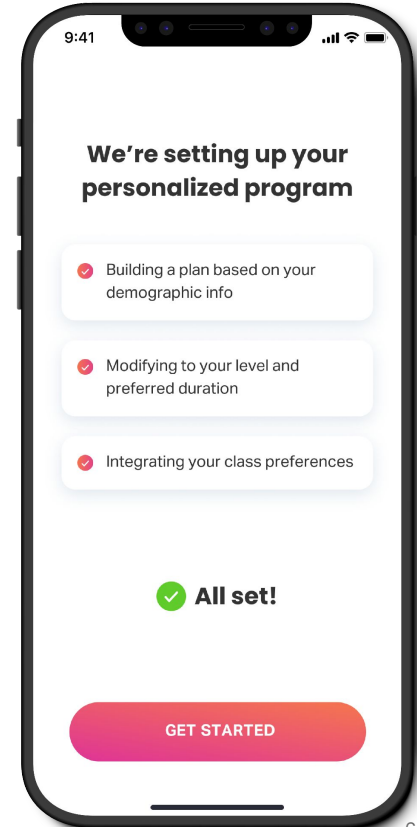 9:41
We’re setting up your
personalized program
Building a plan based on your
demographic info
Modifying to your level and
preferred duration
Integrating your class preferences
All set!
GET STARTED